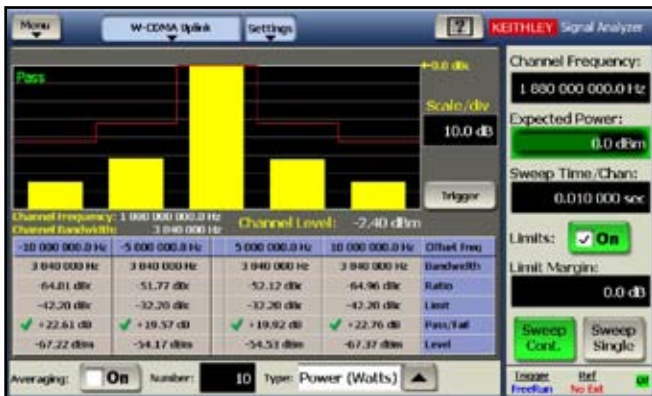 Menu W-CDMA Uplink Settings ? KEITHLEY Signal Analyzer
Pass
0.0 dBc
Scale/div
10.0 dB
Trigger
Channel Frequency: 1 880 000 000.0 Hz
Channel Bandwidth: 3 840 000 Hz
Channel Level: -2.40 dBm
-10 000 000.0 Hz -5 000 000.0 Hz 5 000 000.0 Hz 10 000 000.0 Hz Offset Freq
3 840 000 Hz 3 840 000 Hz 3 840 000 Hz 3 840 000 Hz Bandwidth
-64.81 dBc -51.77 dBc -52.12 dBc -64.96 dBc Ratio
-42.20 dBc -32.20 dBc -32.20 dBc -42.20 dBc Limit
+22.61 dB +19.57 dB +19.92 dB +22.76 dB Pass/Fail
-67.22 dBm -54.17 dBm -54.53 dBm -67.37 dBm Level
Averaging: On Number: 10 Type: Power (Watts)
Channel Frequency:
1 880 000 000.0 Hz
Expected Power:
0.0 dBm
Sweep Time/Chan:
0.010 000 sec
Limits: On
Limit Margin:
0.0 dB
Sweep Cont.
Sweep Single
Trigger Ref
FreeRun No Ext